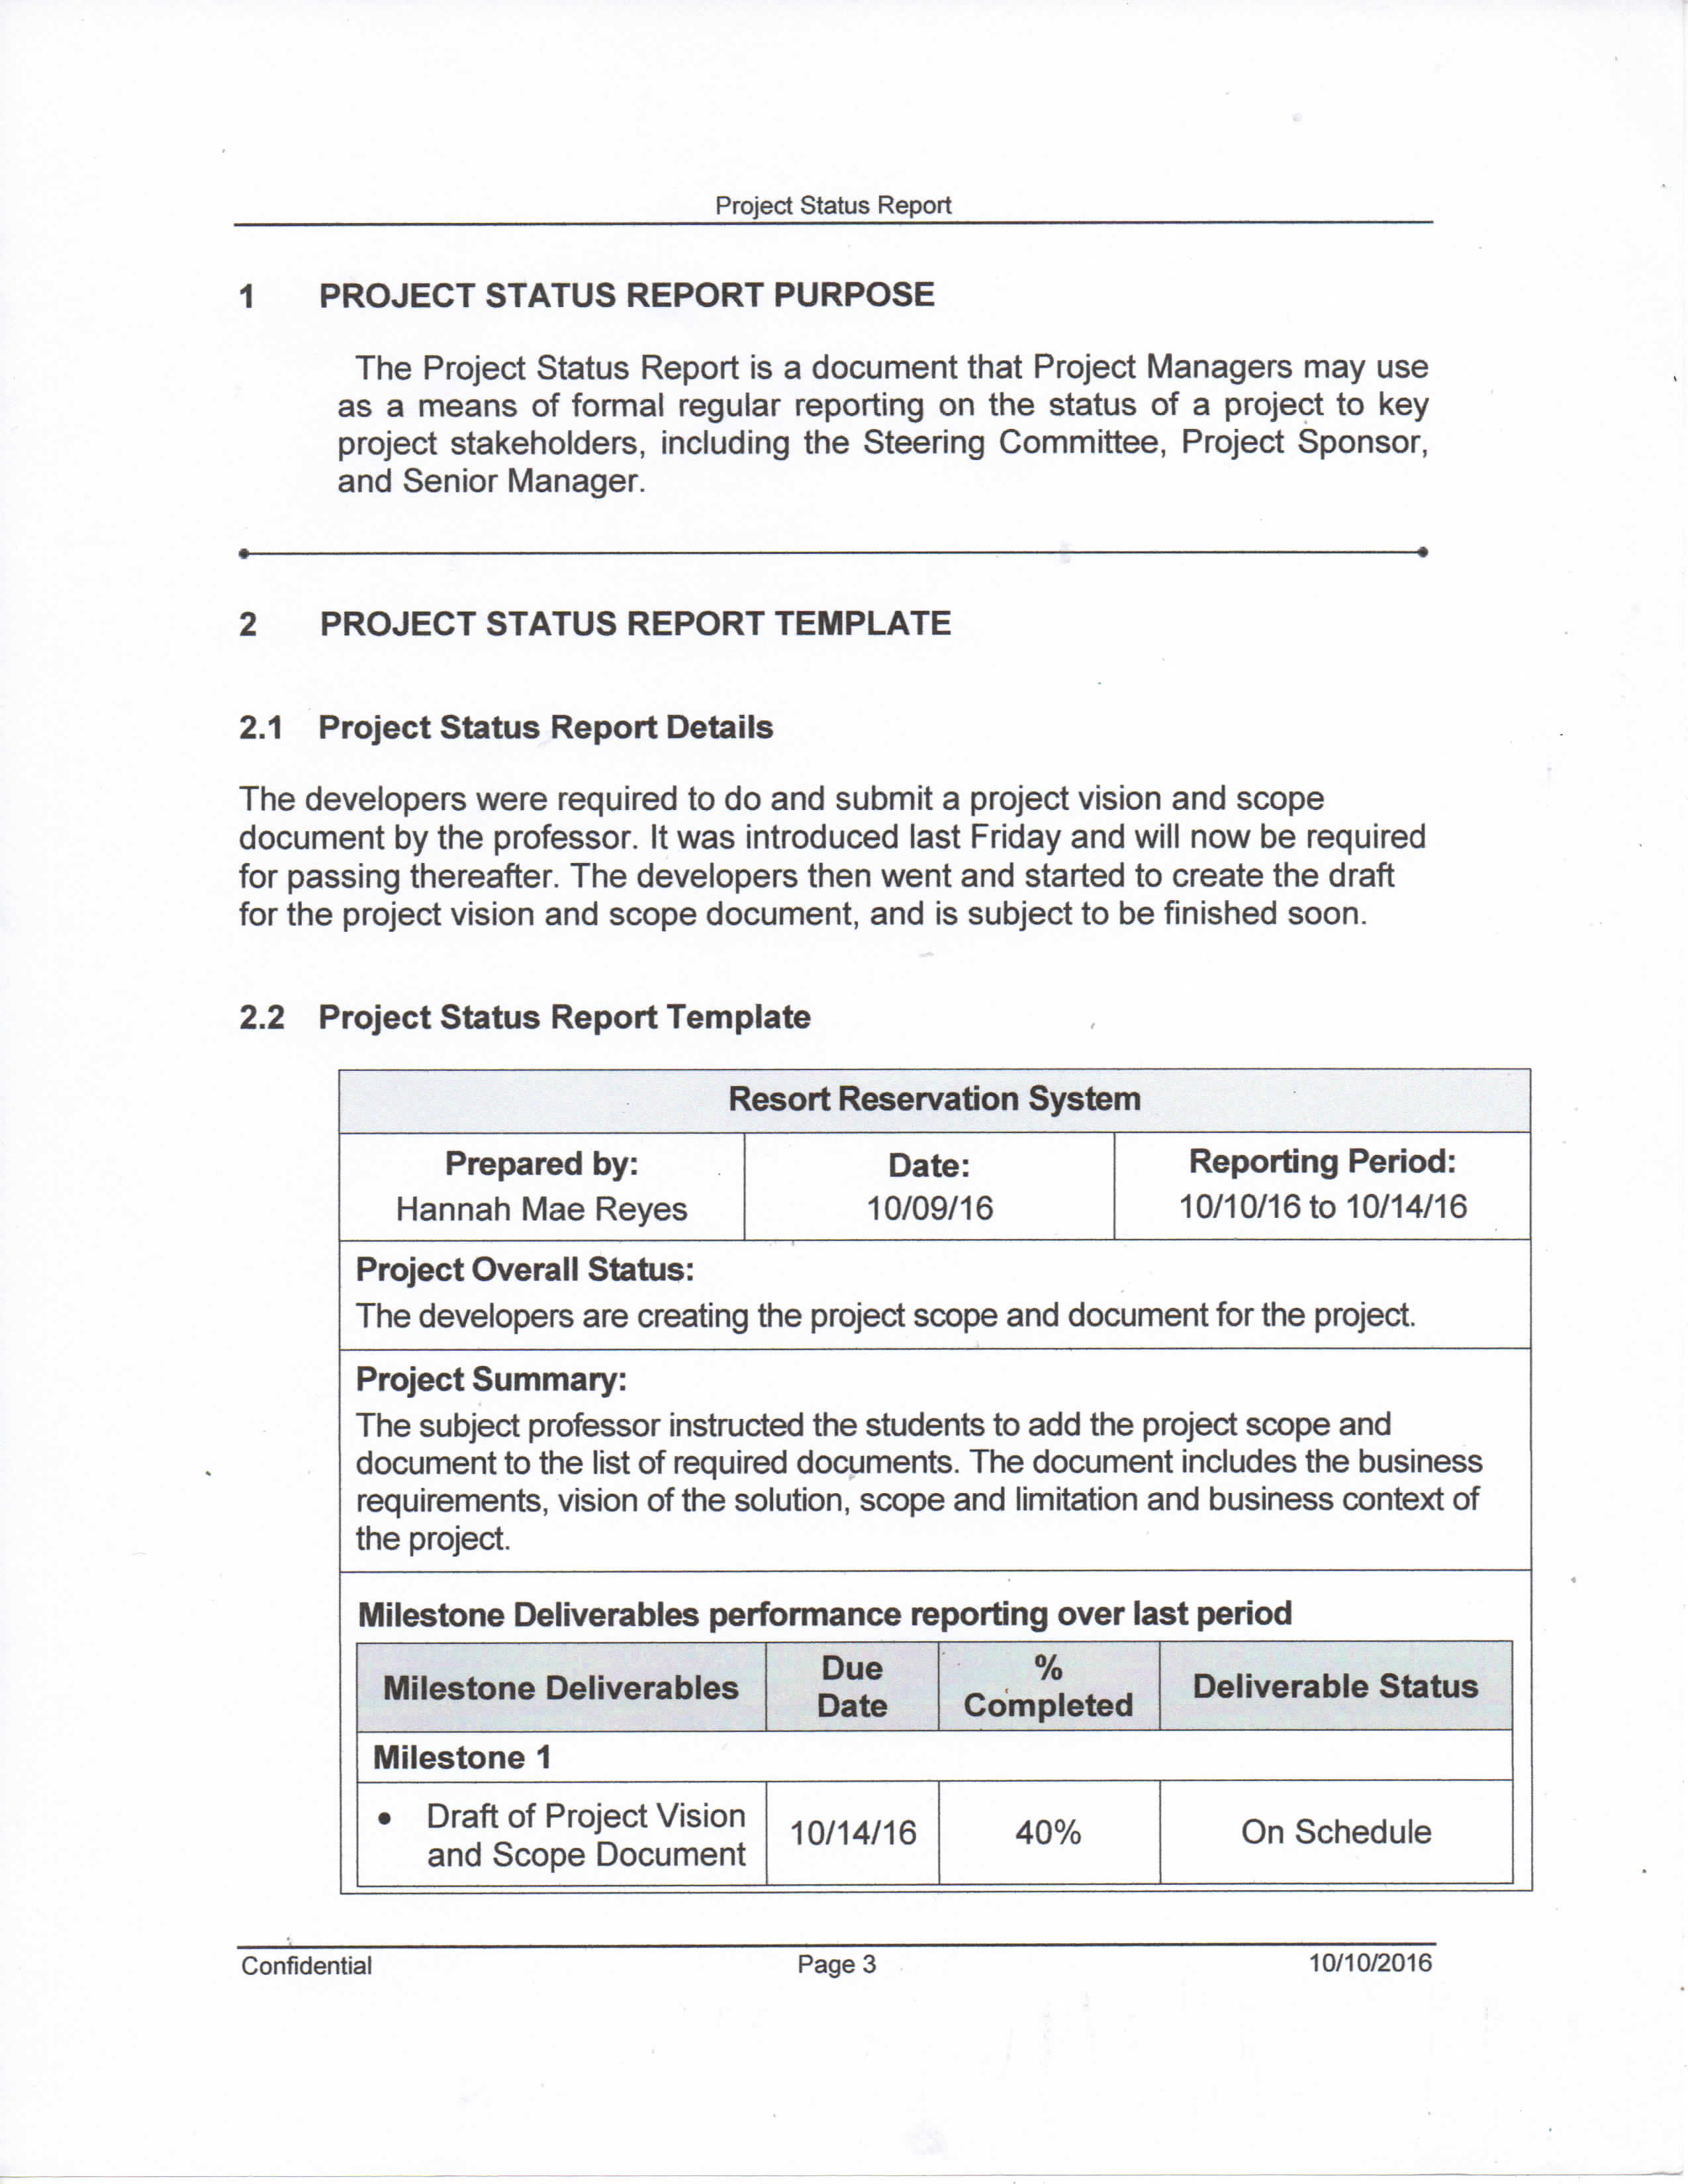 Project Status Report
1 PROJECT STATUS REPORT PURPOSE
The Project Status Report is a document that Project Managers may use
as a means of formal regular reporting on the status of a project to key
project stakeholders, including the Steering Committee, Project Sponsor,
and Senior Manager.
2 PROJECT STATUS REPORT TEMPLATE
2.1 Project Status Report Details
The developers were required to do and submit a project vision and scope
document by the professor. It was introduced last Friday and will now be required
for passing thereafter. The developers then went and started to create the draft
for the project vision and scope document, and is subject to be finished soon.
2.2 Project Status Report Template
Resort Reservation System
Prepared by: Date: Reporting Period:
Hannah Mae Reyes 10/09/16 10/10/16 to 10/14/16
Project Overall Status:
The developers are creating the project scope and document for the project.
Project Summary:
The subject professor instructed the students to add the project scope and
document to the list of required documents. The document includes the business
requirements, vision of the solution, scope and limitation and business context of
the project.
Milestone Deliverables performance reporting over last period
Milestone Deliverables Due Date % Completed Deliverable Status
Milestone 1
• Draft of Project Vision
and Scope Document 10/14/16 40% On Schedule
Confidential Page 3 10/10/2016